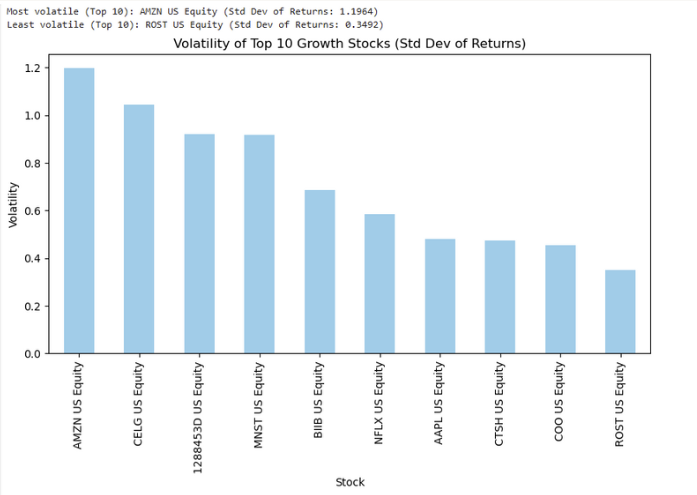 Most volatile (Top 10): AMZN US Equity (Std Dev of Returns: 1.1964)
Least volatile (Top 10): ROST US Equity (Std Dev of Returns: 0.3492)
Volatility of Top 10 Growth Stocks (Std Dev of Returns)
1.2
1.0
0.8
0.6
0.4
0.2
0.0
Volatility
AMZN US Equity
CELG US Equity
1288453D US Equity
MNST US Equity
BIIB US Equity
NFLX US Equity
AAPL US Equity
CTSH US Equity
COO US Equity
ROST US Equity
Stock